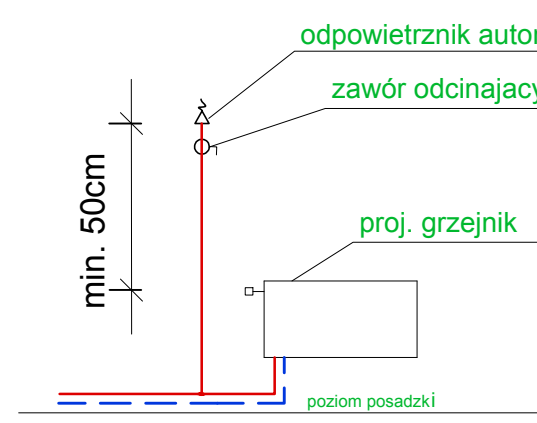 odpowietrznik autor
zawór odcinajacy
min. 50cm
proj. grzejnik
poziom posadzki